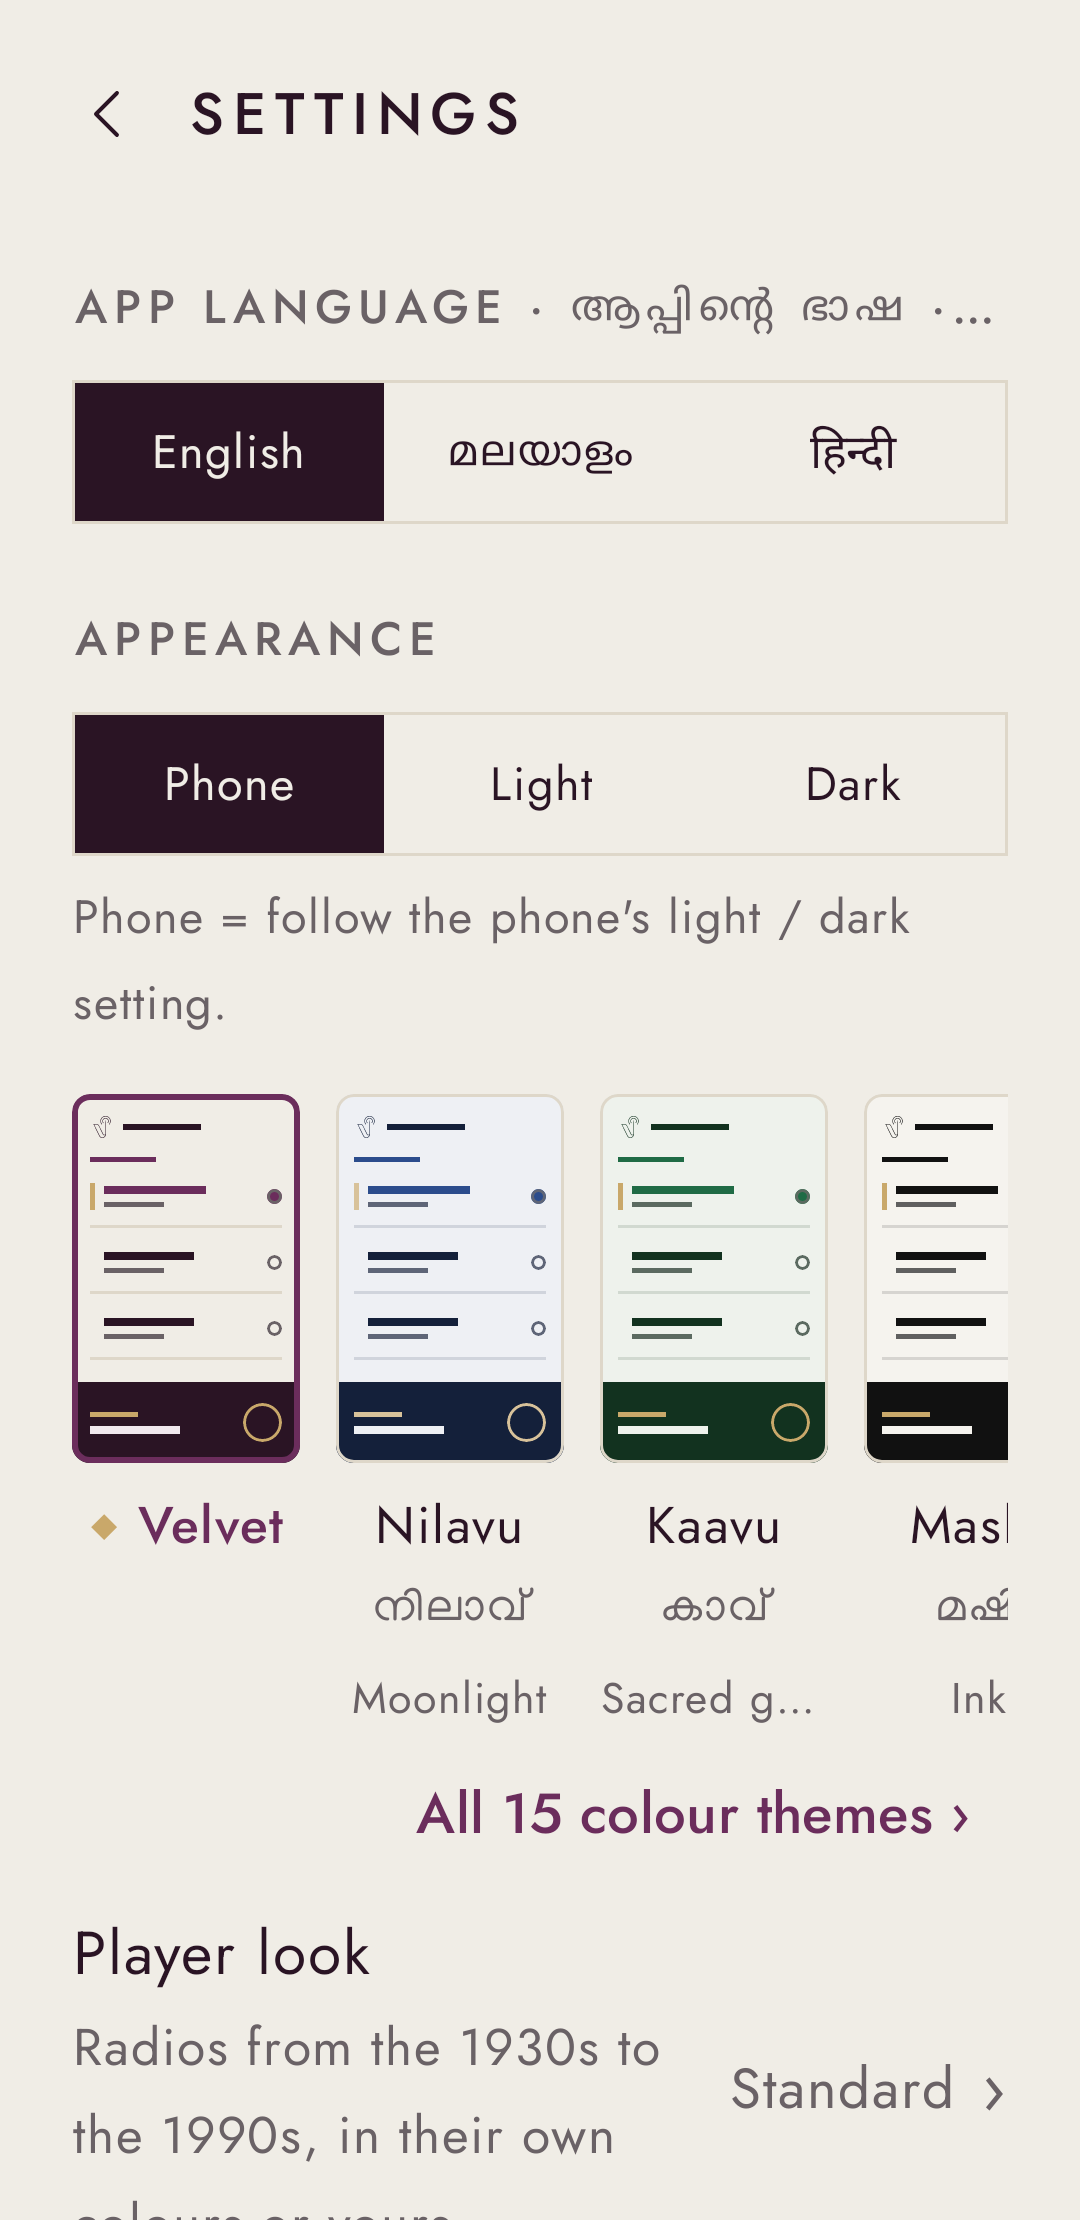 SETTINGS
APP LANGUAGE · ആപ്പിന്റെ ഭാഷ ·...
English മലയാളം हिन्दी
APPEARANCE
Phone Light Dark
Phone = follow the phone's light / dark
setting.
Velvet Nilavu Kaavu
നിലാവ് കാവ്
Moonlight Sacred g... Ink
All 15 colour themes ›
Player look
Radios from the 1930s to
the 1990s, in their own
Standard ›